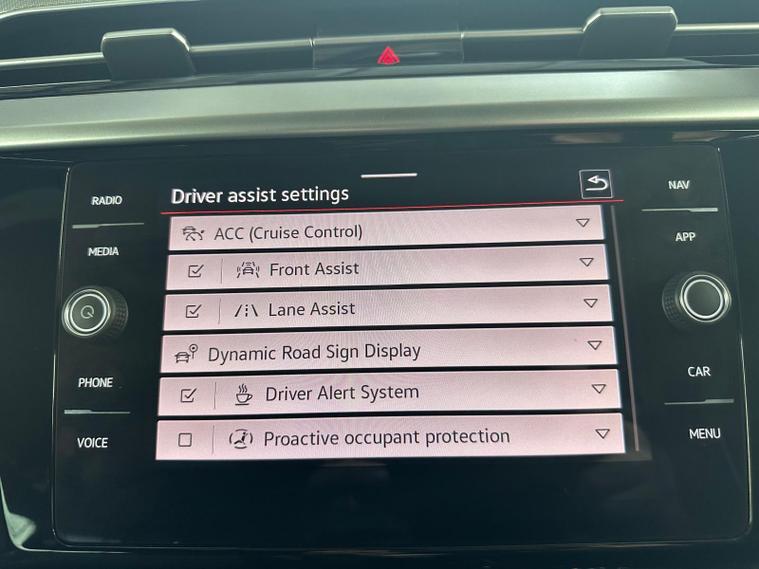 RADIO
MEDIA
PHONE
VOICE
Driver assist settings
ACC (Cruise Control)
Front Assist
Lane Assist
Dynamic Road Sign Display
Driver Alert System
Proactive occupant protection
NAV
APP
CAR
MENU